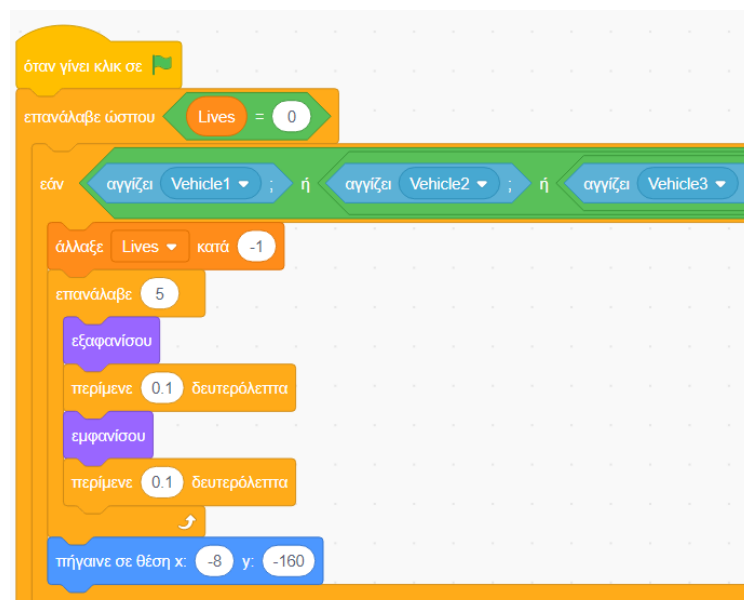 όταν γίνει κλικ σε
επανάλαβε ώσπου Lives = 0
εάν αγγίζει Vehicle1 ; ή αγγίζει Vehicle2 ; ή αγγίζει Vehicle3
άλλαξε Lives κατά -1
επανάλαβε 5
εξαφανίσου
περίμενε 0.1 δευτερόλεπτα
εμφανίσου
περίμενε 0.1 δευτερόλεπτα
πήγαινε σε θέση x: -8 y: -160